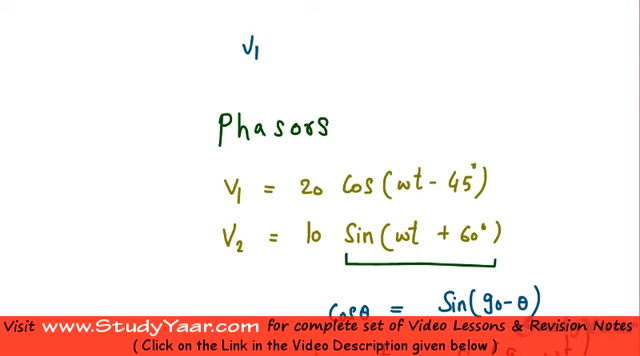 V₁
Phasors
V₁ = 20 Cos(ωt - 45°)
V₂ = 10 Sin(ωt + 60°)
Cosθ = Sin(90-θ)
Visit www.StudyYaar.com for complete set of Video Lessons & Revision Notes
( Click on the Link in the Video Description given below )